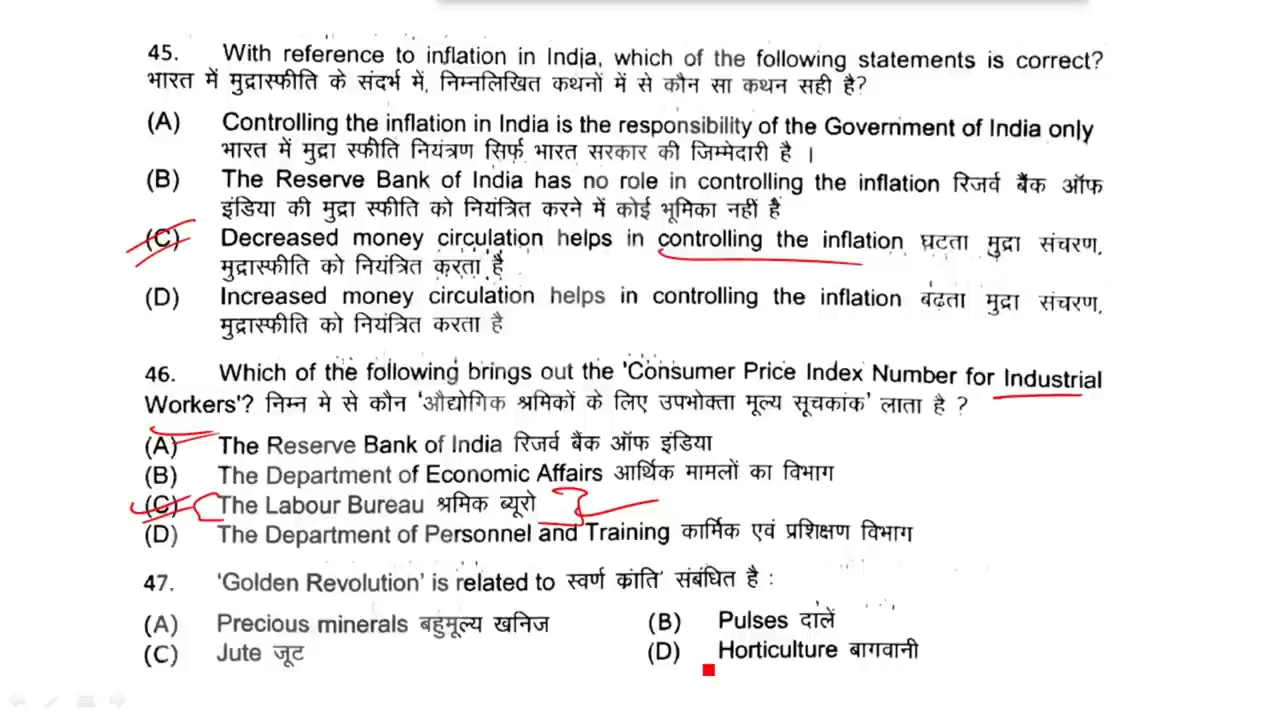 45. With reference to inflation in India, which of the following statements is correct?
भारत में मुद्रास्फीति के संदर्भ में, निम्नलिखित कथनों में से कौन सा कथन सही है?
(A) Controlling the inflation in India is the responsibility of the Government of India only
भारत में मुद्रा स्फीति नियंत्रण सिर्फ भारत सरकार की जिम्मेदारी है ।
(B) The Reserve Bank of India has no role in controlling the inflation रिजर्व बैंक ऑफ
इंडिया की मुद्रा स्फीति को नियंत्रित करने में कोई भूमिका नहीं है
(C) Decreased money circulation helps in controlling the inflation घटता मुद्रा संचरण,
मुद्रास्फीति को नियंत्रित करता है
(D) Increased money circulation helps in controlling the inflation बढ़ता मुद्रा संचरण,
मुद्रास्फीति को नियंत्रित करता है
46. Which of the following brings out the 'Consumer Price Index Number for Industrial
Workers'? निम्न मे से कौन 'औद्योगिक श्रमिकों के लिए उपभोक्ता मूल्य सूचकांक' लाता है ?
(A) The Reserve Bank of India रिजर्व बैंक ऑफ इंडिया
(B) The Department of Economic Affairs आर्थिक मामलों का विभाग
(C) The Labour Bureau श्रमिक ब्यूरो
(D) The Department of Personnel and Training कार्मिक एवं प्रशिक्षण विभाग
47. 'Golden Revolution' is related to स्वर्ण क्रांति संबंधित है :
(A) Precious minerals बहुमूल्य खनिज (B) Pulses दालें
(C) Jute जूट (D) Horticulture बागवानी